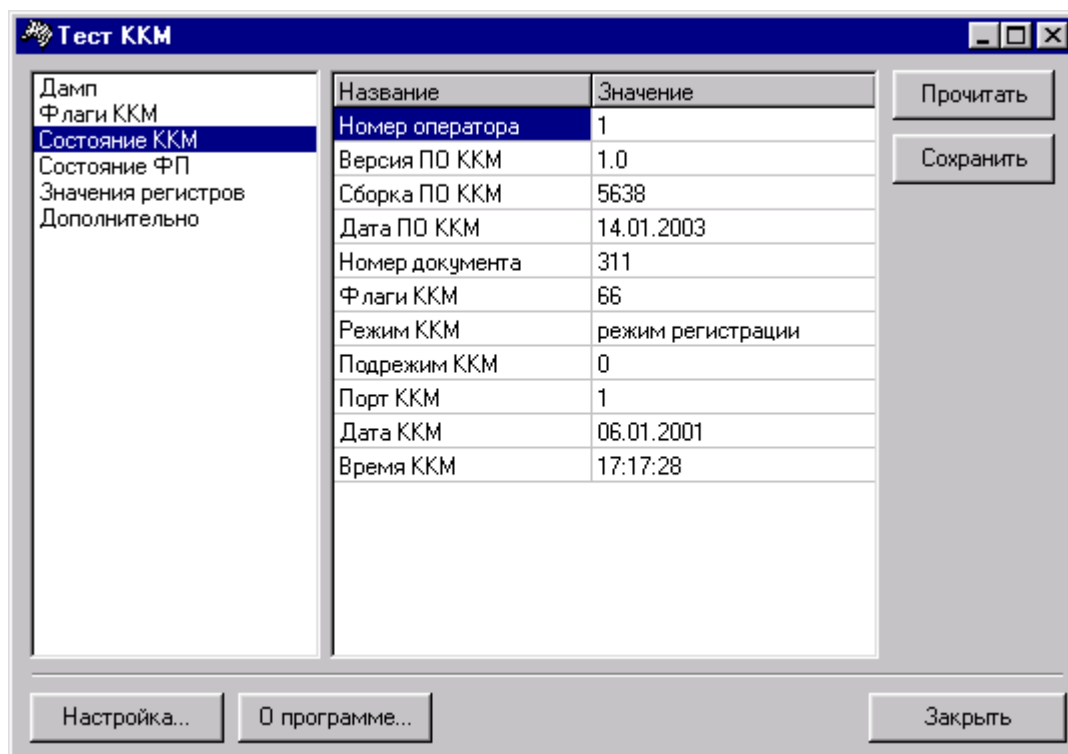 Тест ККМ
Дамп
Флаги ККМ
Состояние ККМ
Состояние ФП
Значения регистров
Дополнительно
Название Значение
Номер оператора 1
Версия ПО ККМ 1.0
Сборка ПО ККМ 5638
Дата ПО ККМ 14.01.2003
Номер документа 311
Флаги ККМ 66
Режим ККМ режим регистрации
Подрежим ККМ 0
Порт ККМ 1
Дата ККМ 06.01.2001
Время ККМ 17:17:28
Прочитать
Сохранить
Настройка... О программе... Закрыть